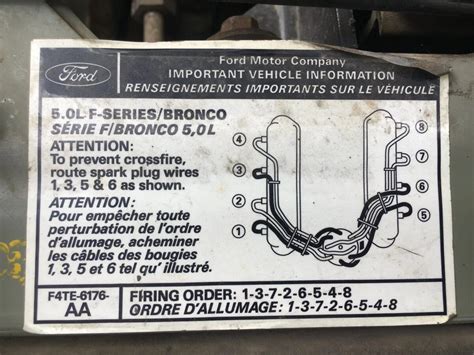 Ford
Ford Motor Company
IMPORTANT VEHICLE INFORMATION
RENSEIGNEMENTS IMPORTANTS SUR LE VÉHICULE
5.0L F-SERIES/BRONCO
SÉRIE F/BRONCO 5,0 L
ATTENTION:
To prevent crossfire,
route spark plug wires
1, 3, 5 & 6 as shown.
ATTENTION:
Pour empêcher toute
perturbation de l'ordre
d'allumage, acheminer
les câbles des bougies
1, 3, 5 et 6 tel qu'illustré.
4
3
2
1
8
7
6
5
F4TE-6176-
AA
FIRING ORDER: 1-3-7-2-6-5-4-8
ORDRE D'ALLUMAGE: 1-3-7-2-6-5-4-8